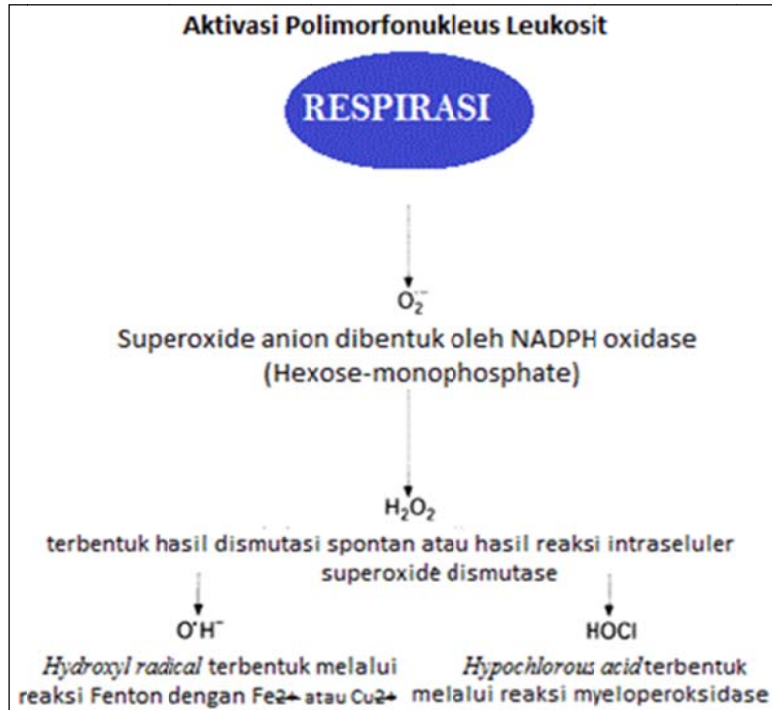 Aktivasi Polimorfonukleus Leukosit
RESPIRASI
O₂˙⁻
Superoxide anion dibentuk oleh NADPH oxidase
(Hexose-monophosphate)
H₂O₂
terbentuk hasil dismutasi spontan atau hasil reaksi intraseluler
superoxide dismutase
O˙H⁻
HOCl
Hydroxyl radical terbentuk melalui
reaksi Fenton dengan Fe2+ atau Cu2+
Hypochlorous acid terbentuk
melalui reaksi myeloperoksidase